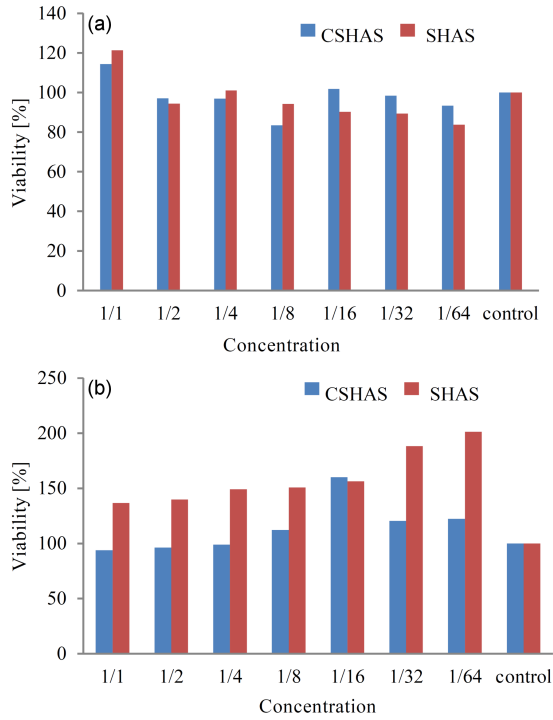 (a)
CSHAS SHAS
140
120
100
80
60
40
20
0
Viability [%]
1/1 1/2 1/4 1/8 1/16 1/32 1/64 control
Concentration
(b)
CSHAS SHAS
250
200
150
100
50
0
Viability [%]
1/1 1/2 1/4 1/8 1/16 1/32 1/64 control
Concentration